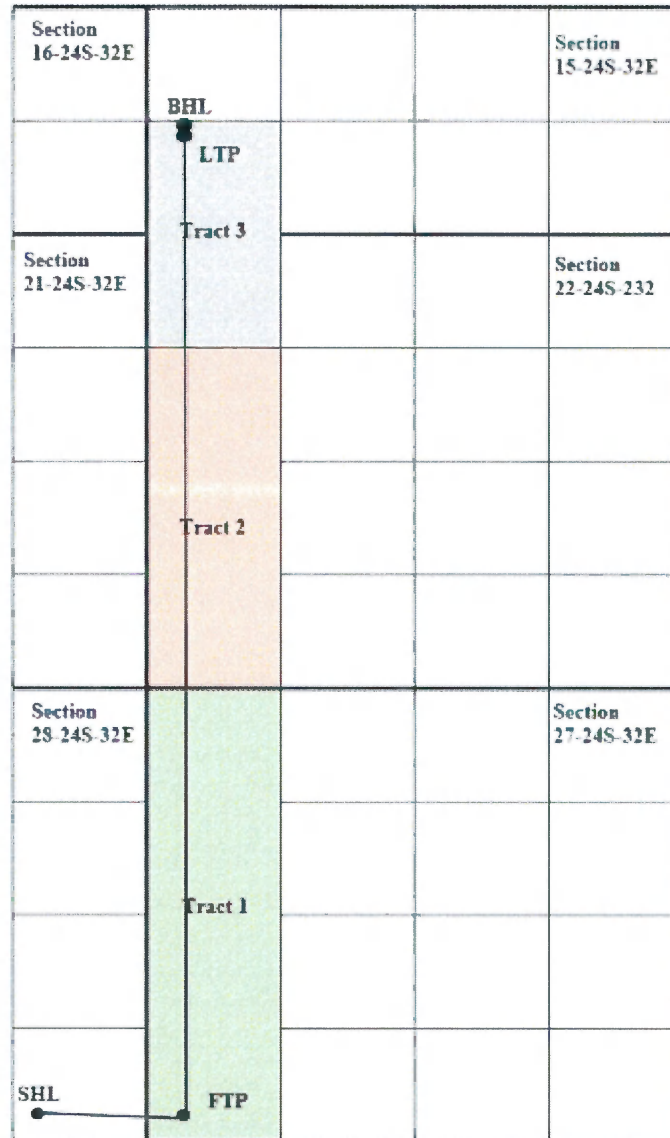 Section
16-24S-32E
Section
15-24S-32E
BHL
LTP
Tract 3
Section
21-24S-32E
Section
22-24S-232
Tract 2
Section
28-24S-32E
Section
27-24S-32E
Tract 1
SHL
FTP